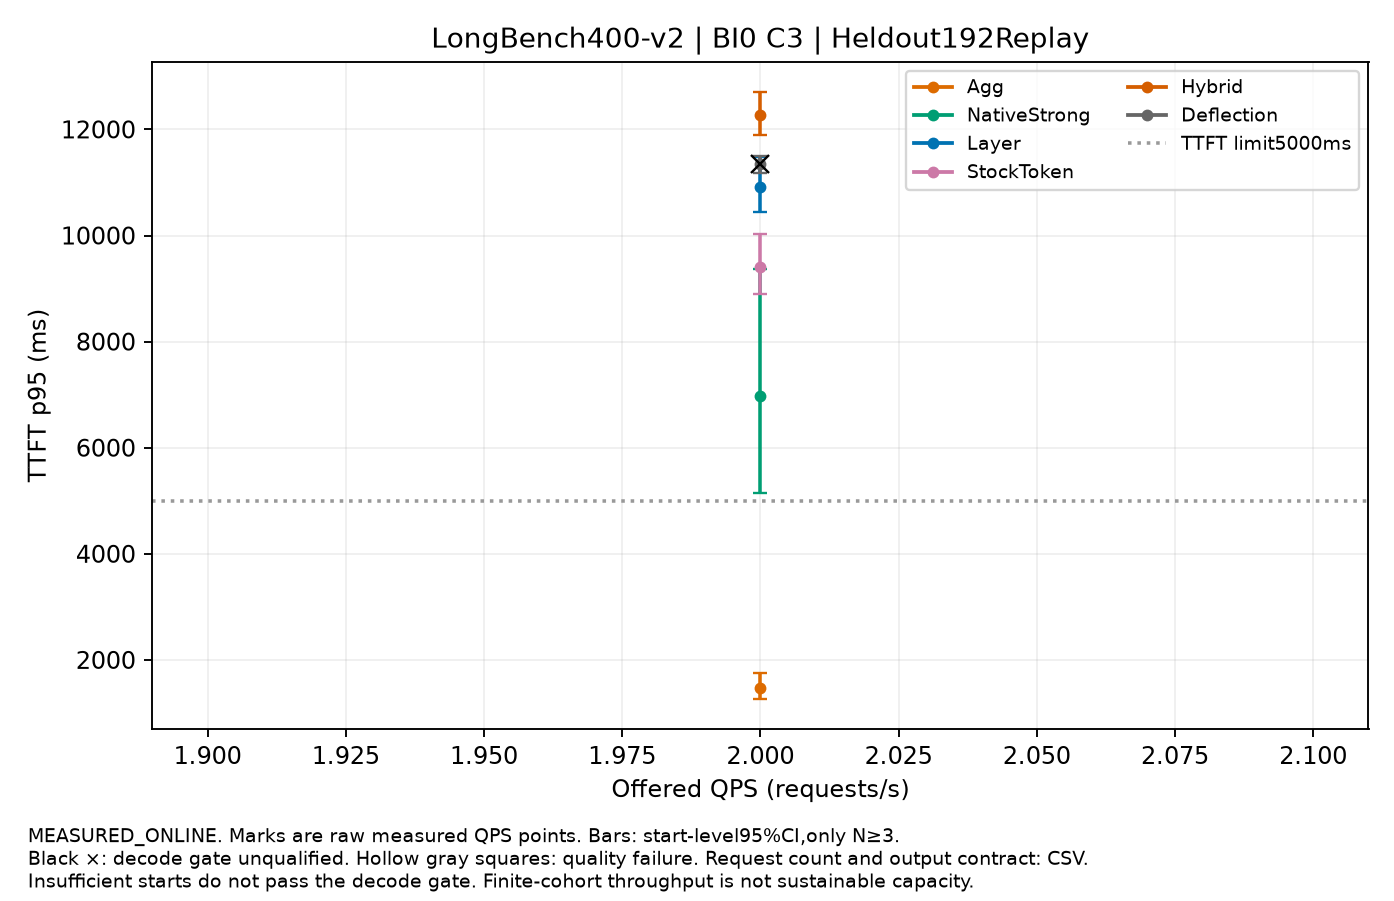 LongBench400-v2 | BI0 C3 | Heldout192Replay
Agg
NativeStrong
Layer
StockToken
Hybrid
Deflection
TTFT limit5000ms
TTFT p95 (ms)
12000
10000
8000
6000
4000
2000
1.900
1.925
1.950
1.975
2.000
2.025
2.050
2.075
2.100
Offered QPS (requests/s)
MEASURED_ONLINE. Marks are raw measured QPS points. Bars: start-level95%CI,only N≥3.
Black ×: decode gate unqualified. Hollow gray squares: quality failure. Request count and output contract: CSV.
Insufficient starts do not pass the decode gate. Finite-cohort throughput is not sustainable capacity.